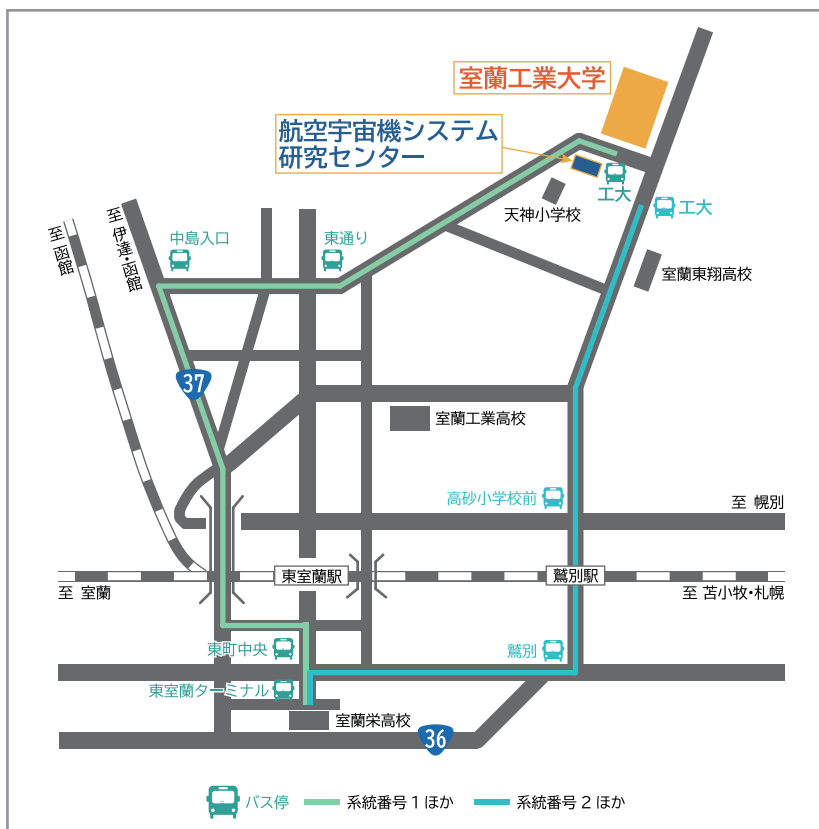 室蘭工業大学
航空宇宙機システム
研究センター
工大
天神小学校
工大
至 伊達・函館
至 函館
中島入口
東通り
室蘭東翔高校
37
室蘭工業高校
高砂小学校前
至 幌別
東室蘭駅
鷲別駅
至 室蘭
至 苫小牧・札幌
東町中央
鷲別
東室蘭ターミナル
室蘭栄高校
36
バス停
系統番号1ほか
系統番号2ほか